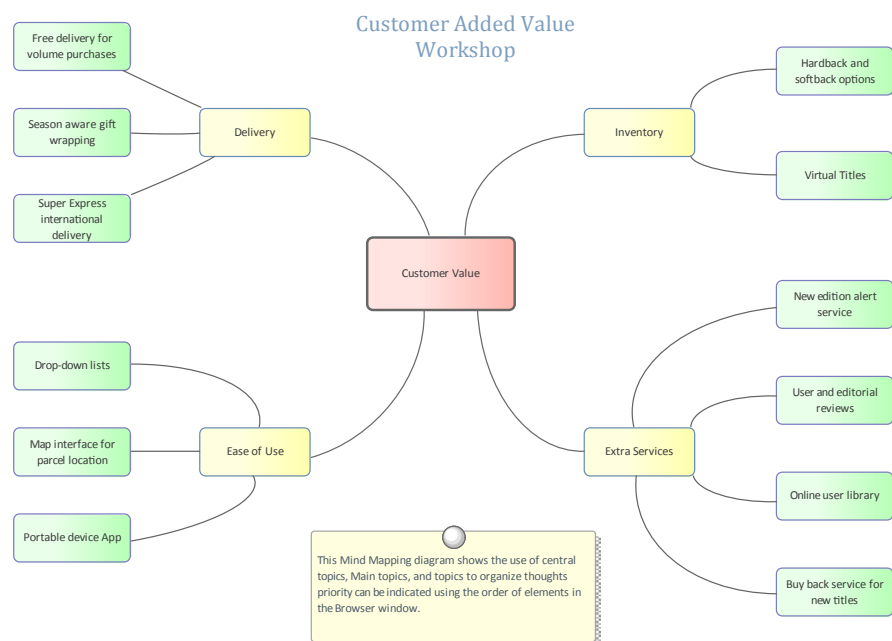 Customer Added Value
Workshop
Free delivery for
volume purchases
Season aware gift
wrapping
Super Express
international
delivery
Delivery
Inventory
Hardback and
softback options
Virtual Titles
Customer Value
Drop-down lists
Map interface for
parcel location
Portable device App
Ease of Use
Extra Services
New edition alert
service
User and editorial
reviews
Online user library
Buy back service for
new titles
This Mind Mapping diagram shows the use of central
topics, Main topics, and topics to organize thoughts
priority can be indicated using the order of elements in
the Browser window.